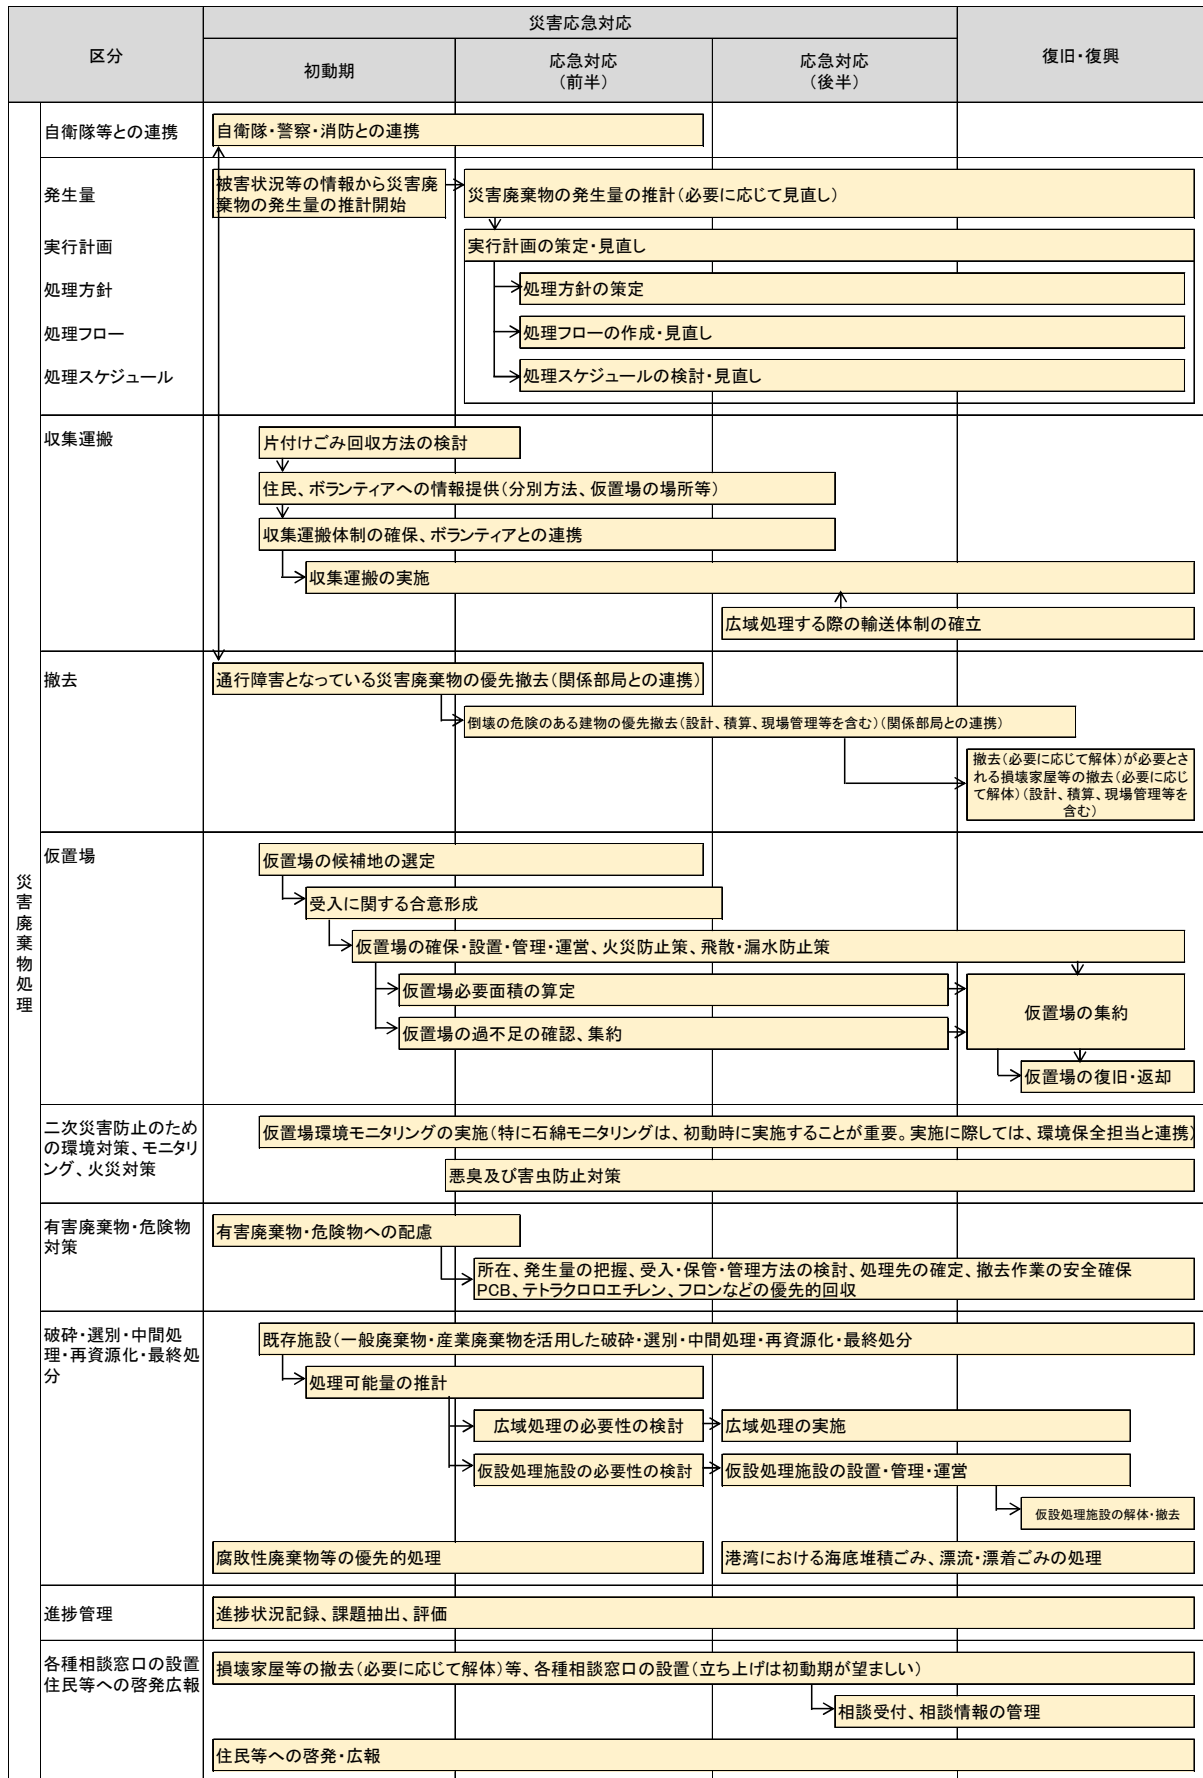 区分
災害応急対応
初動期
応急対応
(前半)
応急対応
(後半)
復旧・復興
災害廃棄物処理
自衛隊等との連携
自衛隊・警察・消防との連携
発生量
被害状況等の情報から災害廃
棄物の発生量の推計開始
災害廃棄物の発生量の推計(必要に応じて見直し)
実行計画
実行計画の策定・見直し
処理方針
処理方針の策定
処理フロー
処理フローの作成・見直し
処理スケジュール
処理スケジュールの検討・見直し
収集運搬
片付けごみ回収方法の検討
住民、ボランティアへの情報提供(分別方法、仮置場の場所等)
収集運搬体制の確保、ボランティアとの連携
収集運搬の実施
広域処理する際の輸送体制の確立
撤去
通行障害となっている災害廃棄物の優先撤去(関係部局との連携)
倒壊の危険のある建物の優先撤去(設計、積算、現場管理等を含む)(関係部局との連携)
撤去(必要に応じて解体)が必要とさ
れる損壊家屋等の撤去(必要に応じ
て解体)(設計、積算、現場管理等を
含む)
仮置場
仮置場の候補地の選定
受入に関する合意形成
仮置場の確保・設置・管理・運営、火災防止策、飛散・漏水防止策
仮置場必要面積の算定
仮置場の過不足の確認、集約
仮置場の集約
仮置場の復旧・返却
二次災害防止のため
の環境対策、モニタリ
ング、火災対策
仮置場環境モニタリングの実施(特に石綿モニタリングは、初動時に実施することが重要。実施に際しては、環境保全担当と連携)
悪臭及び害虫防止対策
有害廃棄物・危険物
対策
有害廃棄物・危険物への配慮
所在、発生量の把握、受入・保管・管理方法の検討、処理先の確定、撤去作業の安全確保
PCB、テトラクロロエチレン、フロンなどの優先的回収
破砕・選別・中間処
理・再資源化・最終処
分
既存施設(一般廃棄物・産業廃棄物を活用した破砕・選別・中間処理・再資源化・最終処分
処理可能量の推計
広域処理の必要性の検討
広域処理の実施
仮設処理施設の必要性の検討
仮設処理施設の設置・管理・運営
仮設処理施設の解体・撤去
腐敗性廃棄物等の優先的処理
港湾における海底堆積ごみ、漂流・漂着ごみの処理
進捗管理
進捗状況記録、課題抽出、評価
各種相談窓口の設置
住民等への啓発広報
損壊家屋等の撤去(必要に応じて解体)等、各種相談窓口の設置(立ち上げは初動期が望ましい)
相談受付、相談情報の管理
住民等への啓発・広報